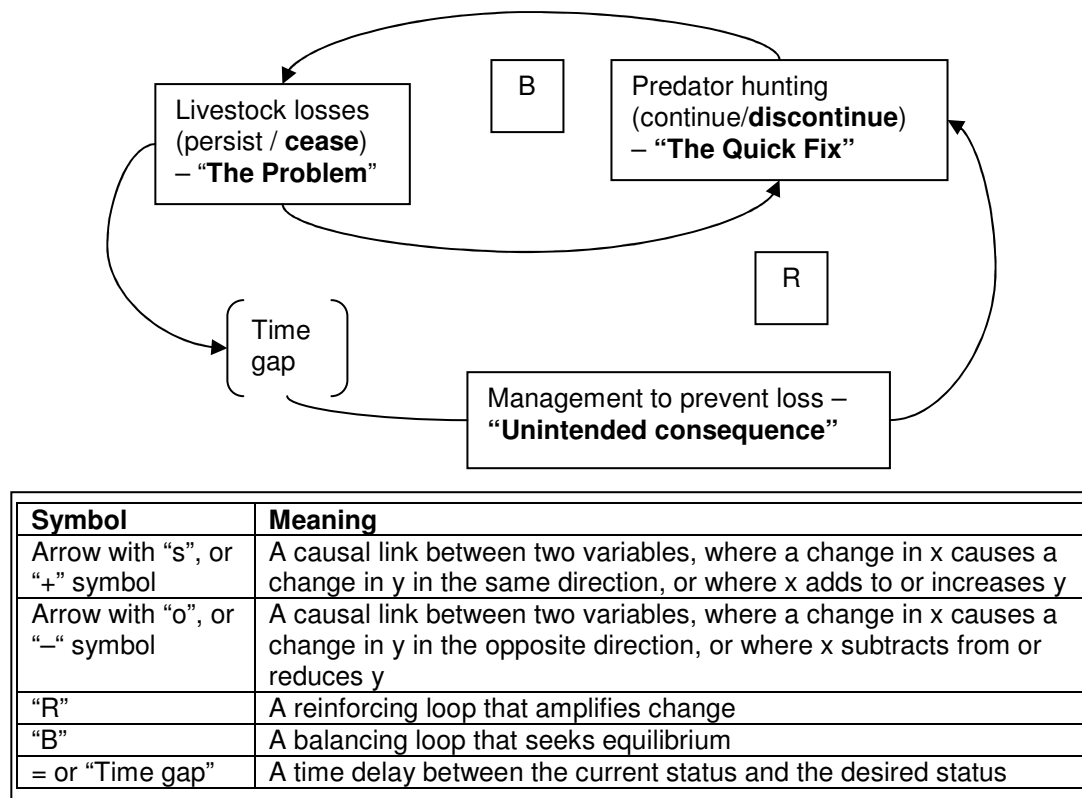 B
Livestock losses
(persist / cease)
– “The Problem”
Predator hunting
(continue/discontinue)
– “The Quick Fix”
R
Time
gap
Management to prevent loss –
“Unintended consequence”
Symbol Meaning
Arrow with “s”, or A causal link between two variables, where a change in x causes a
“+” symbol change in y in the same direction, or where x adds to or increases y
Arrow with “o”, or A causal link between two variables, where a change in x causes a
“–“ symbol change in y in the opposite direction, or where x subtracts from or
reduces y
“R” A reinforcing loop that amplifies change
“B” A balancing loop that seeks equilibrium
= or “Time gap” A time delay between the current status and the desired status